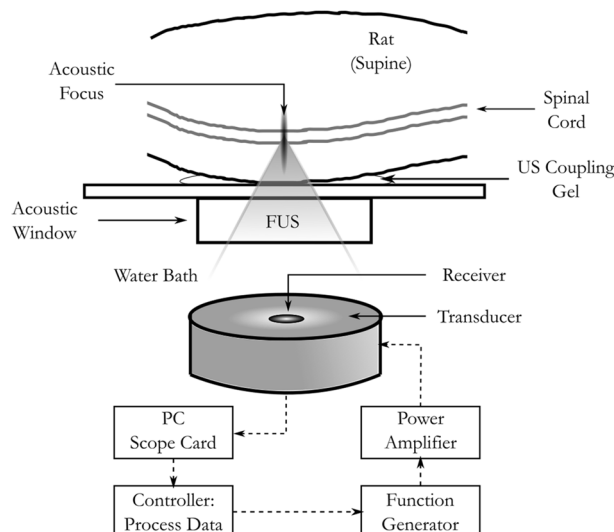 Rat
(Supine)
Acoustic
Focus
Spinal
Cord
US Coupling
Gel
Acoustic
Window
FUS
Water Bath
Receiver
Transducer
PC
Scope Card
Power
Amplifier
Controller:
Process Data
Function
Generator